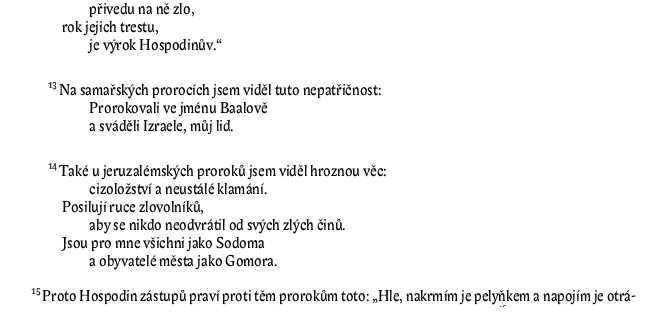 přivedu na ně zlo,
rok jejich trestu,
je výrok Hospodinův.“
¹³ Na samařských prorocích jsem viděl tuto nepatřičnost:
Prorokovali ve jménu Baalově
a sváděli Izraele, můj lid.
¹⁴ Také u jeruzalémských proroků jsem viděl hroznou věc:
cizoložství a neustálé klamání.
Posilují ruce zlovolníků,
aby se nikdo neodvrátil od svých zlých činů.
Jsou pro mne všichni jako Sodoma
a obyvatelé města jako Gomora.
¹⁵ Proto Hospodin zástupů praví proti těm prorokům toto: „Hle, nakrmím je pelyňkem a napojím je otrá-